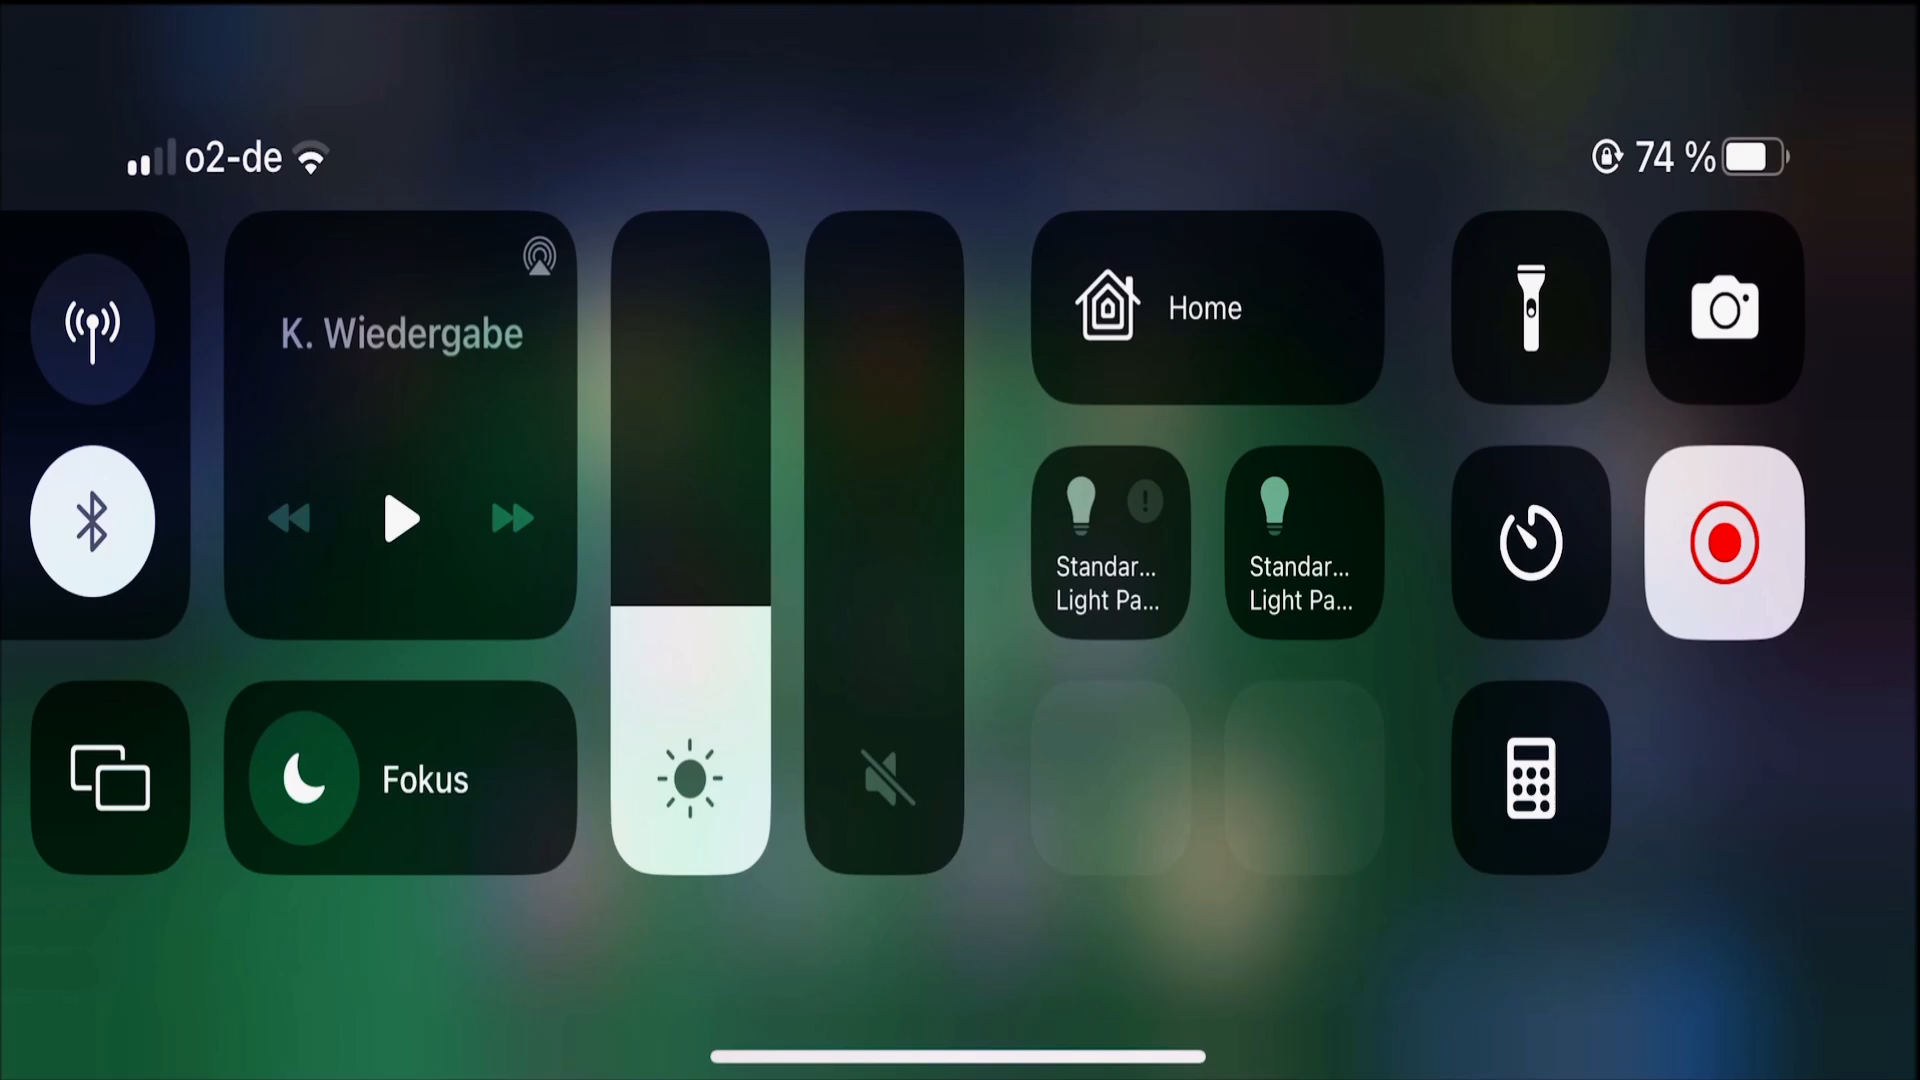 o2-de
74 %
K. Wiedergabe
Home
Standar...
Light Pa...
Standar...
Light Pa...
Fokus